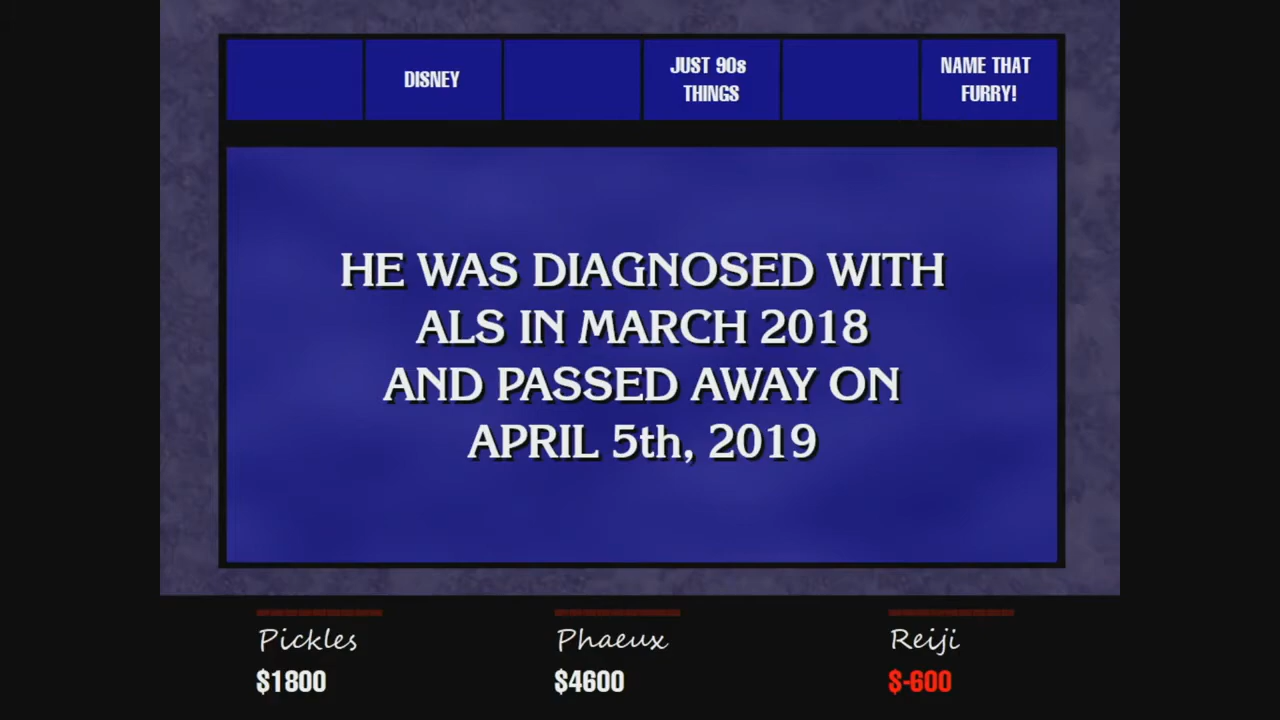 DISNEY
JUST 90s
THINGS
NAME THAT
FURRY!
HE WAS DIAGNOSED WITH
ALS IN MARCH 2018
AND PASSED AWAY ON
APRIL 5th, 2019
Pickles
Phaeux
Reiji
$1800
$4600
$-600